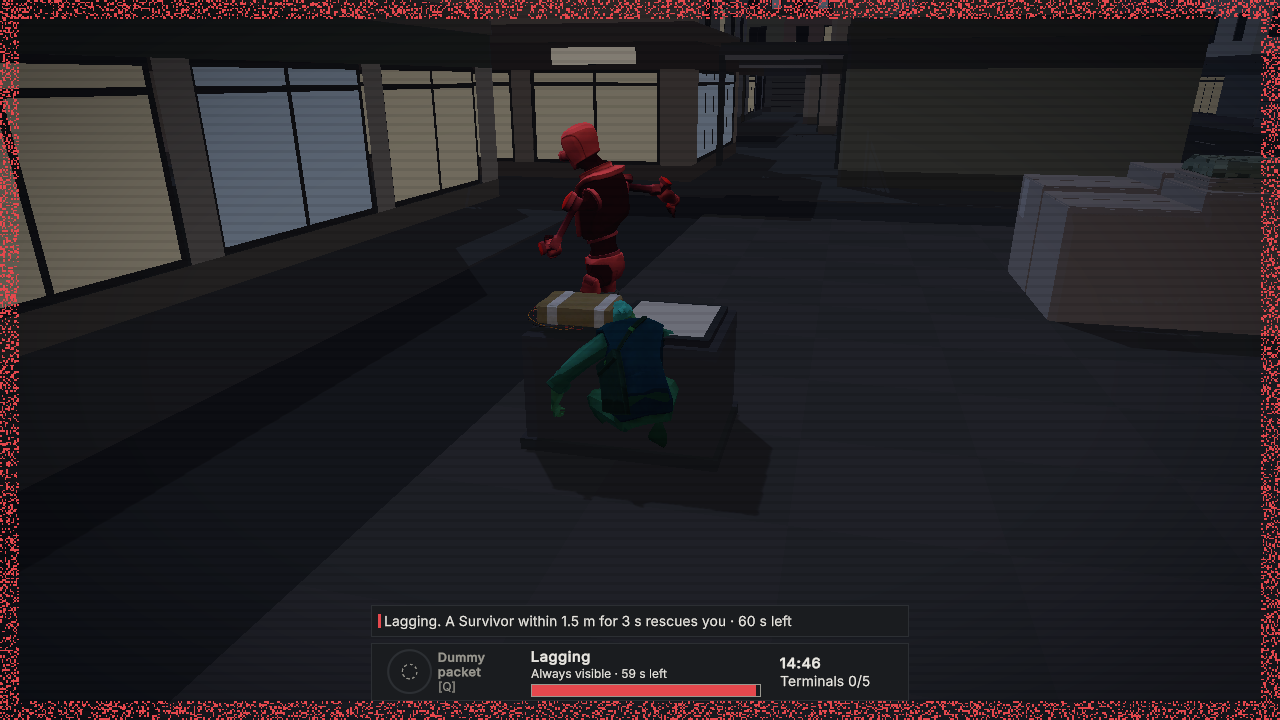 Lagging. A Survivor within 1.5 m for 3 s rescues you · 60 s left
Dummy
packet
[Q]
Lagging
Always visible · 59 s left
14:46
Terminals 0/5